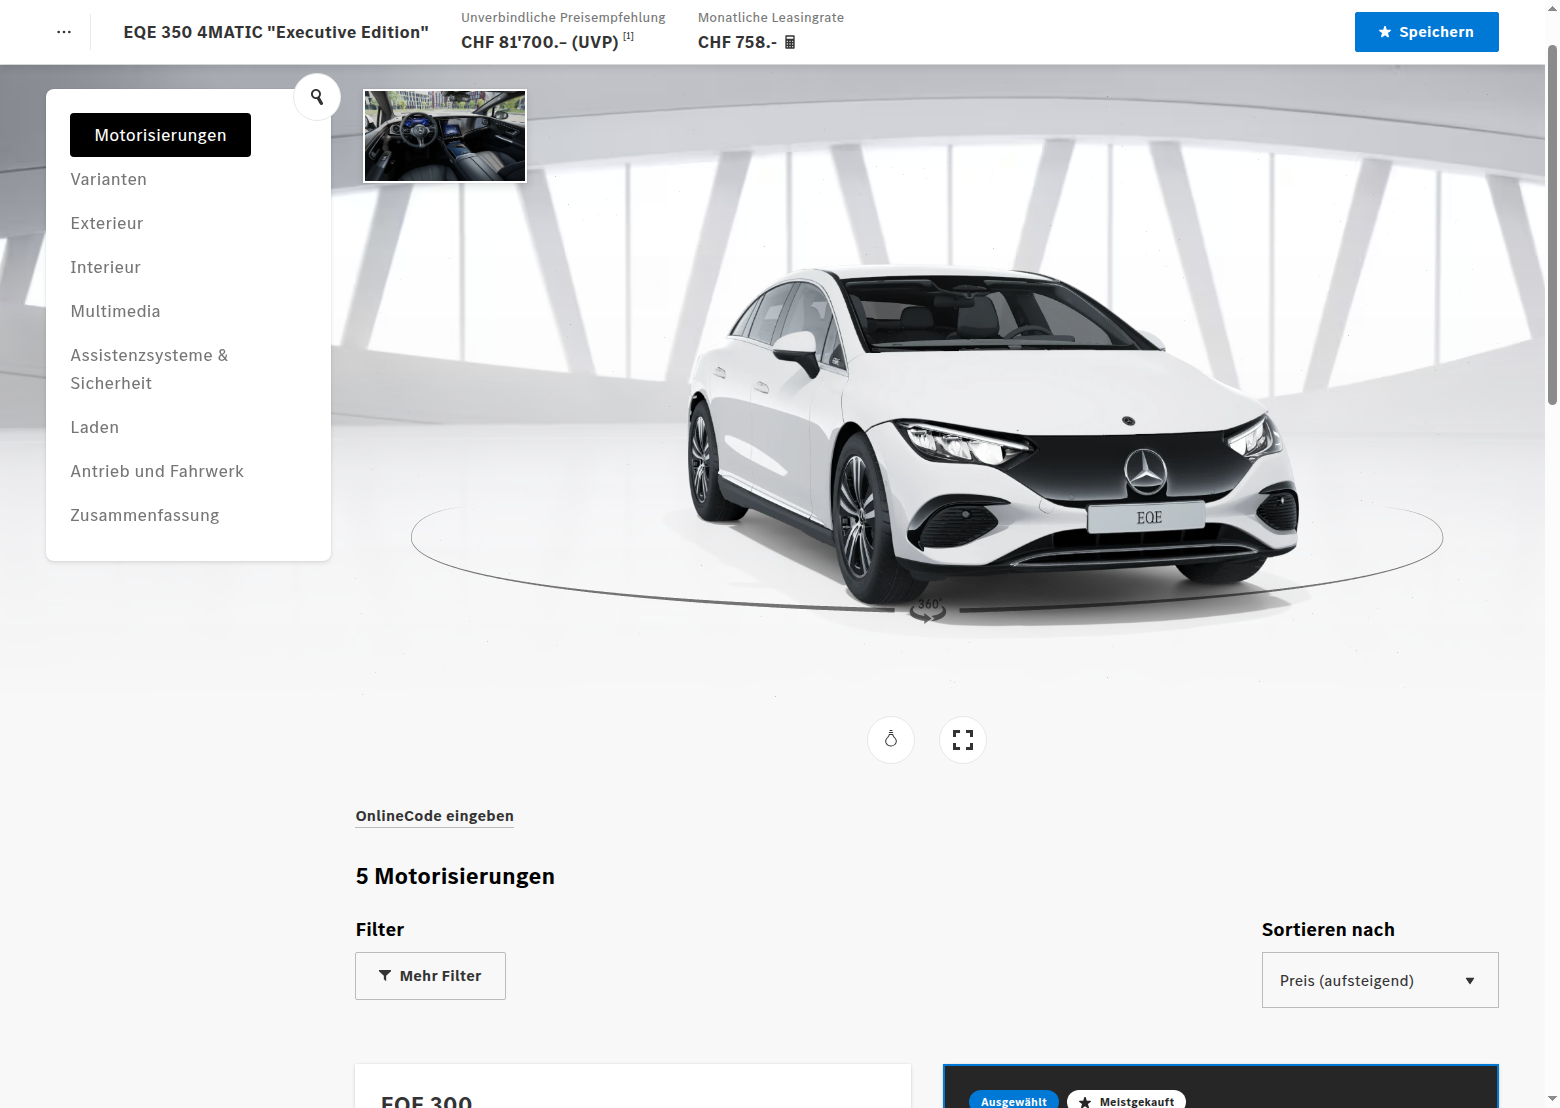 EQE 350 4MATIC "Executive Edition"
Unverbindliche Preisempfehlung
CHF 81'700.– (UVP) [1]
Monatliche Leasingrate
CHF 758.-
Speichern
Motorisierungen
Varianten
Exterieur
Interieur
Multimedia
Assistenzsysteme &
Sicherheit
Laden
Antrieb und Fahrwerk
Zusammenfassung
EQE
360°
OnlineCode eingeben
5 Motorisierungen
Filter
Sortieren nach
Mehr Filter
Preis (aufsteigend)
EQE 300
Ausgewählt
Meistgekauft